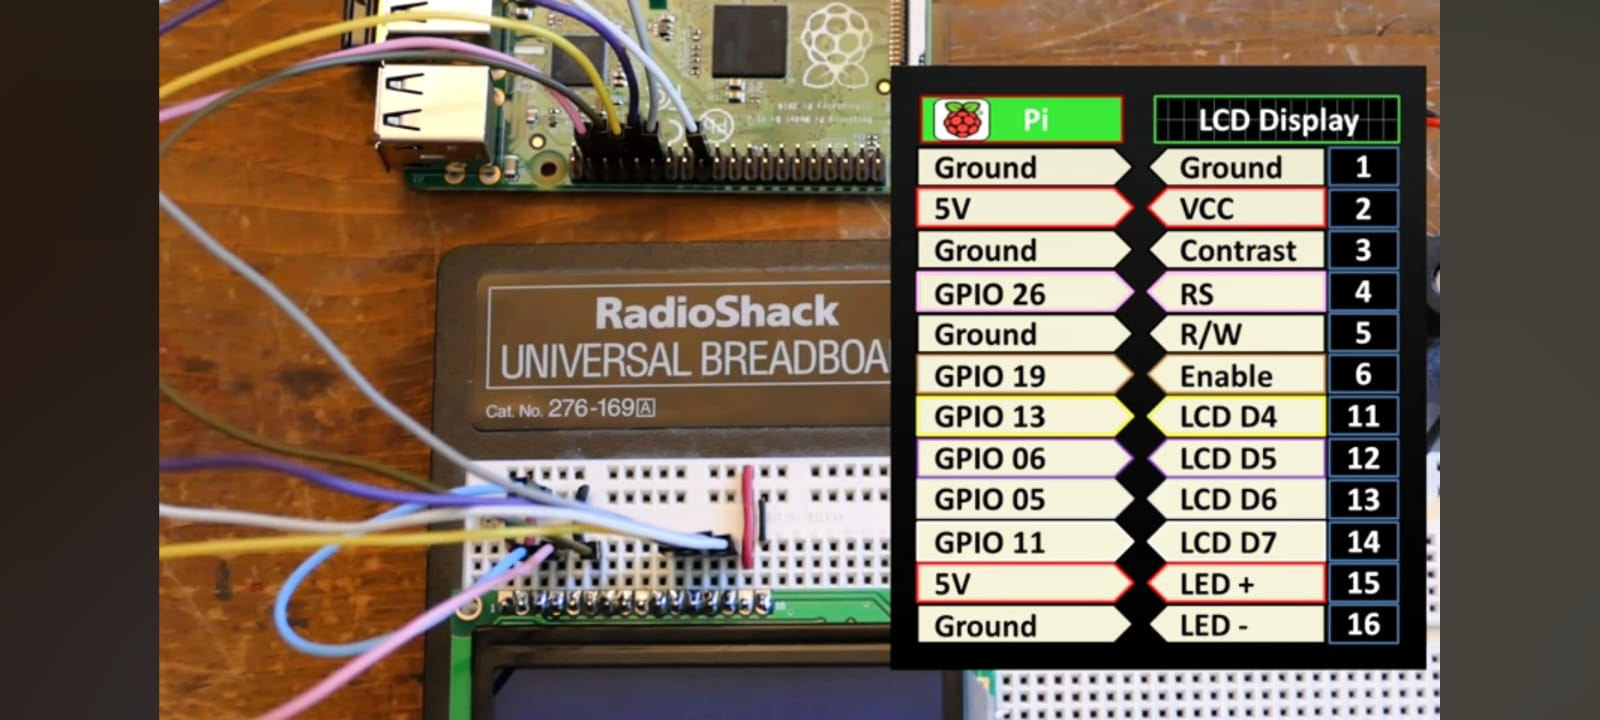 RadioShack
UNIVERSAL BREADBOA
Cat. No. 276-169 A
Pi LCD Display
Ground Ground 1
5V VCC 2
Ground Contrast 3
GPIO 26 RS 4
Ground R/W 5
GPIO 19 Enable 6
GPIO 13 LCD D4 11
GPIO 06 LCD D5 12
GPIO 05 LCD D6 13
GPIO 11 LCD D7 14
5V LED + 15
Ground LED - 16